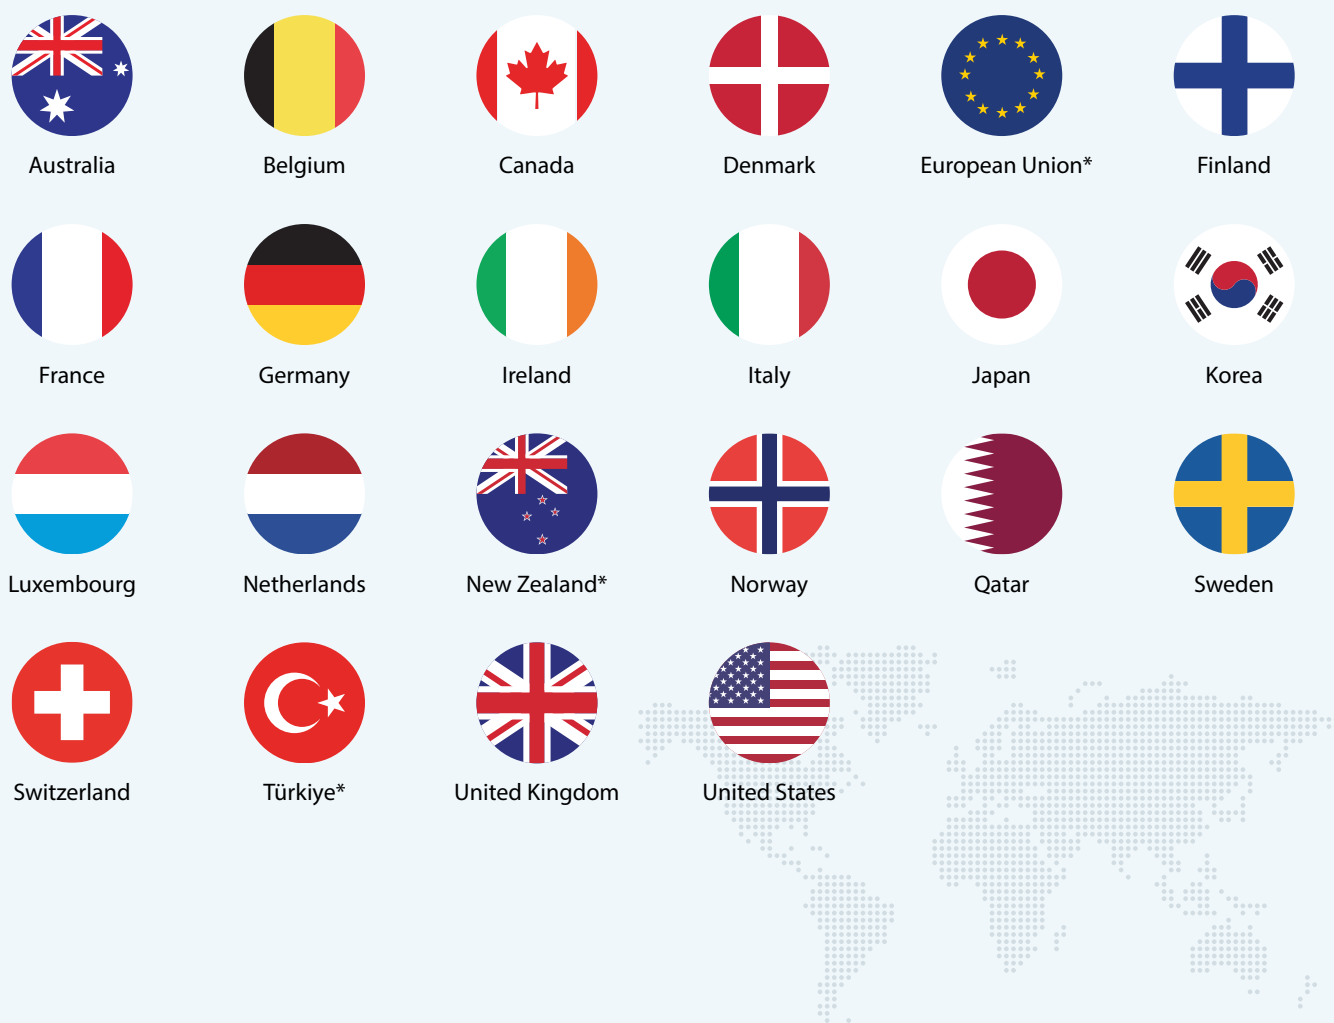 Australia
Belgium
Canada
Denmark
European Union*
Finland
France
Germany
Ireland
Italy
Japan
Korea
Luxembourg
Netherlands
New Zealand*
Norway
Qatar
Sweden
Switzerland
Türkiye*
United Kingdom
United States